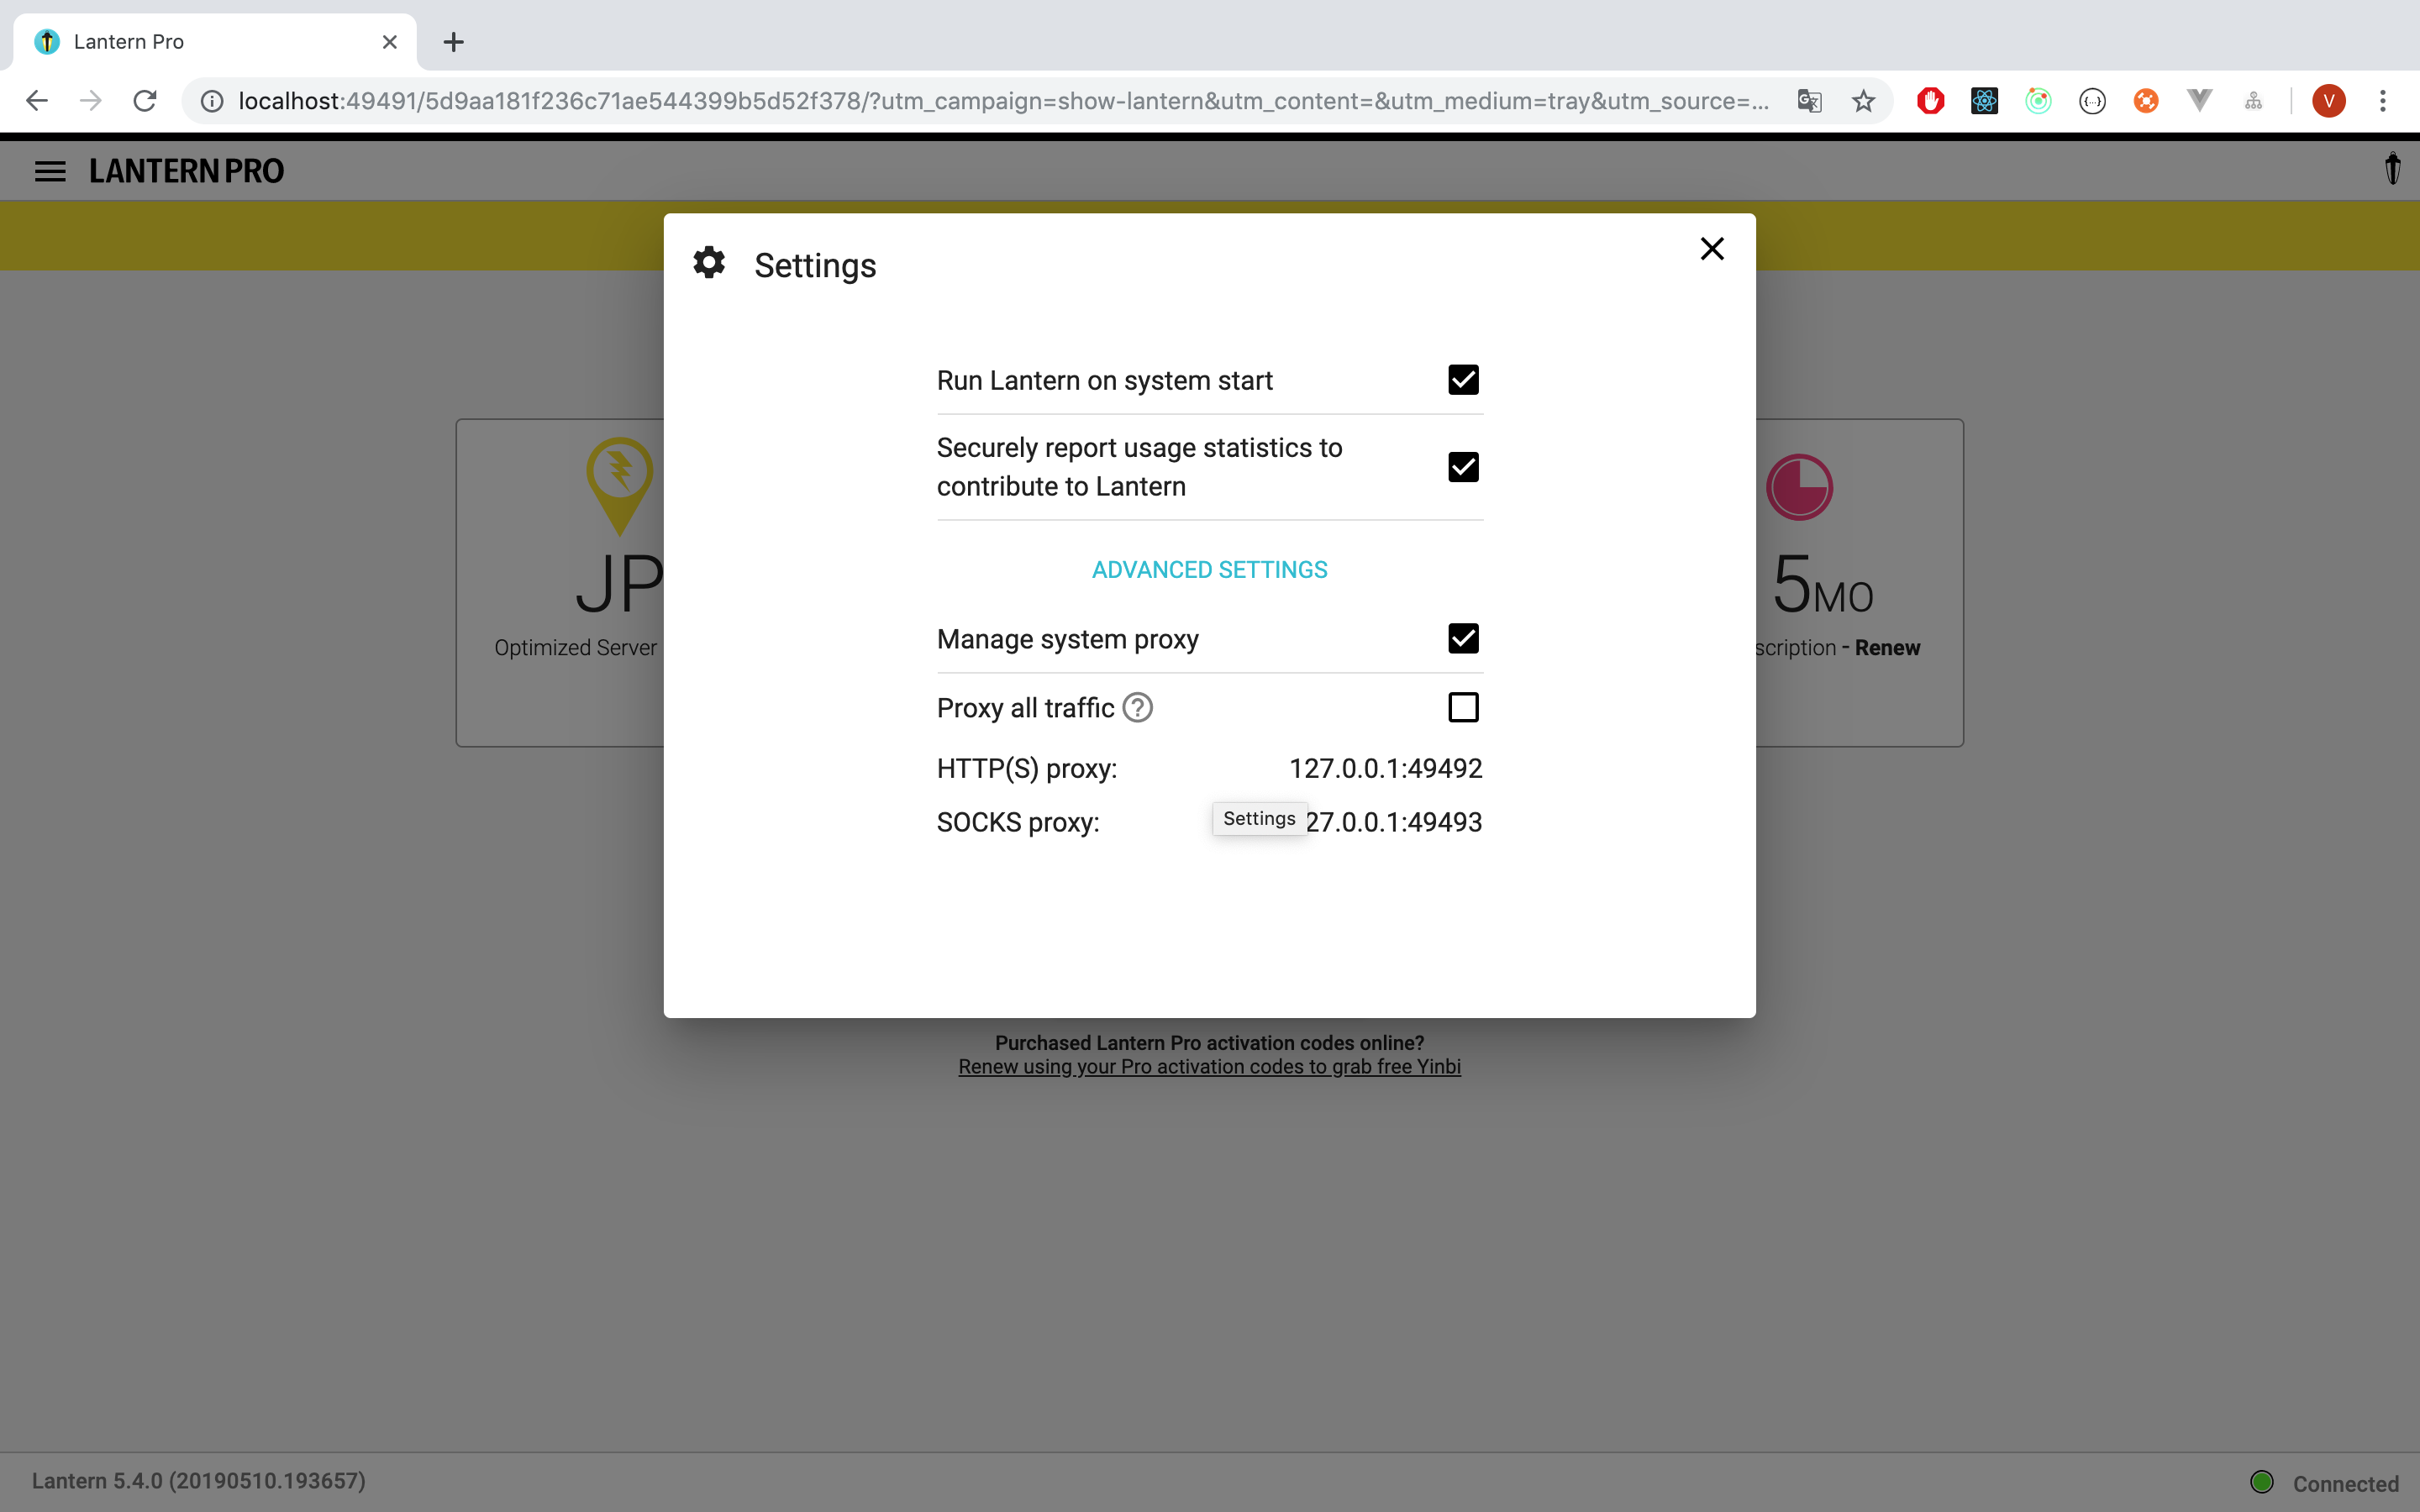 Lantern Pro
localhost:49491/5d9aa181f236c71ae544399b5d52f378/?utm_campaign=show-lantern&utm_content=&utm_medium=tray&utm_source=...
V
LANTERN PRO
Settings
Run Lantern on system start
Securely report usage statistics to
contribute to Lantern
ADVANCED SETTINGS
Manage system proxy
Proxy all traffic ?
HTTP(S) proxy: 127.0.0.1:49492
SOCKS proxy: 27.0.0.1:49493
Settings
JP
Optimized Server
5MO
scription - Renew
Purchased Lantern Pro activation codes online?
Renew using your Pro activation codes to grab free Yinbi
Lantern 5.4.0 (20190510.193657)
Connected